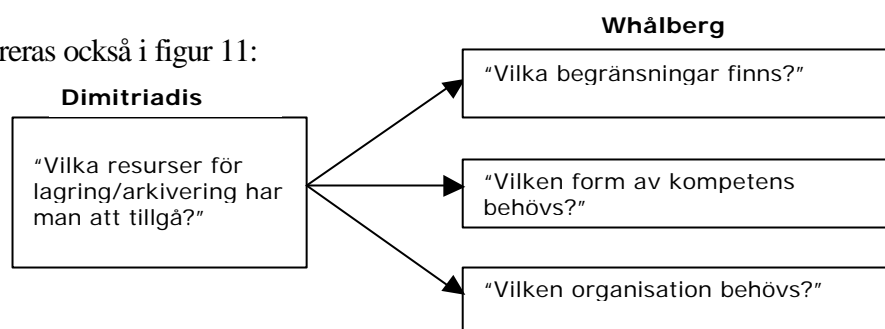 Whålberg
reras också i figur 11:
"Vilka begränsningar finns?"
Dimitriadis
"Vilka resurser för
lagring/arkivering har
man att tillgå?"
"Vilken form av kompetens
behövs?"
"Vilken organisation behövs?"